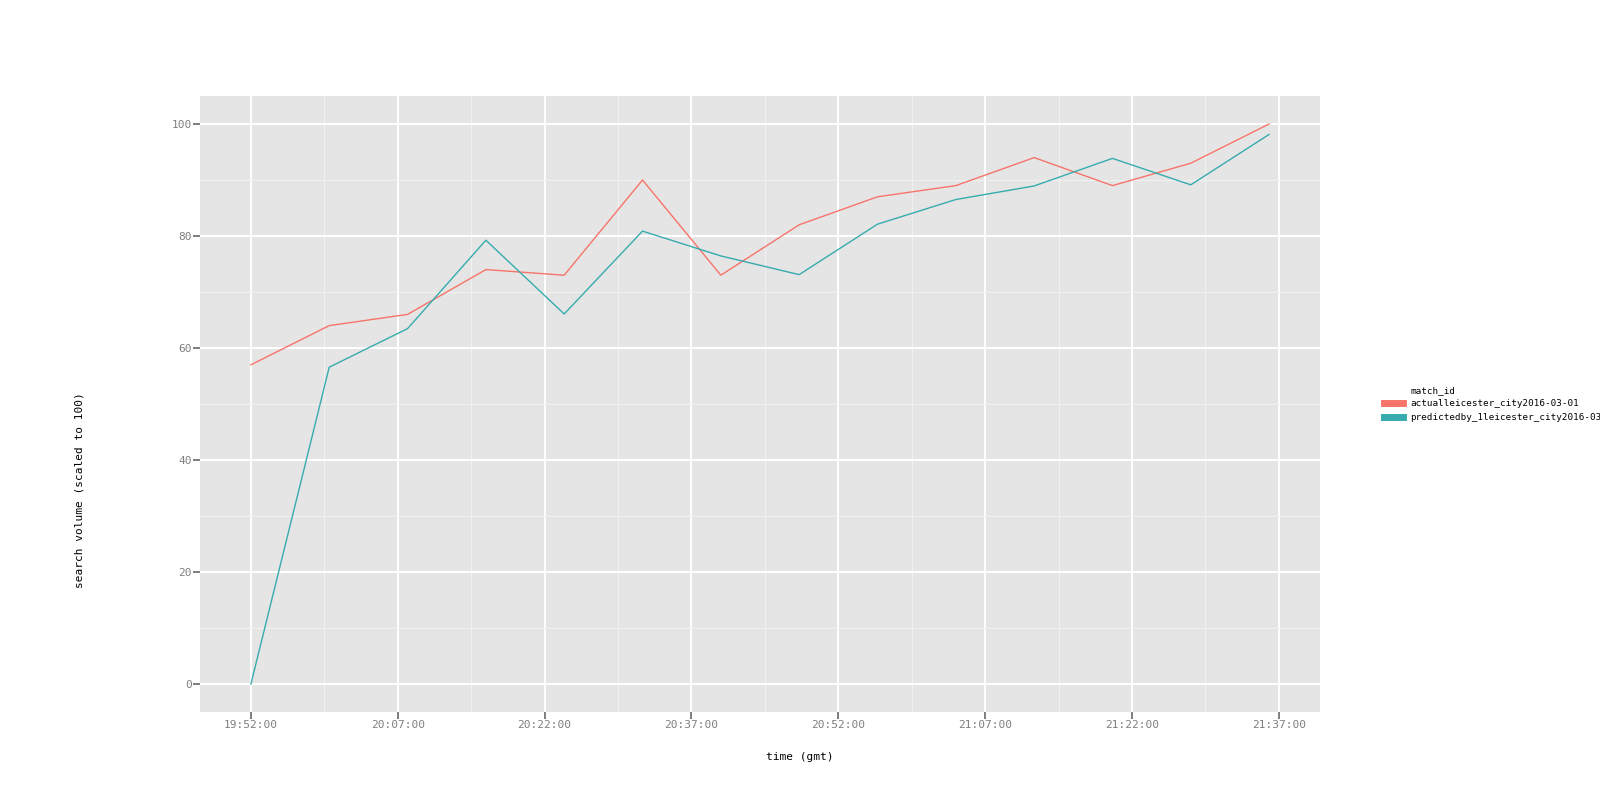 100
80
60
40
20
0
search volume (scaled to 100)
19:52:00 20:07:00 20:22:00 20:37:00 20:52:00 21:07:00 21:22:00 21:37:00
time (gmt)
match_id
actualleicester_city2016-03-01
predictedby_1leicester_city2016-03